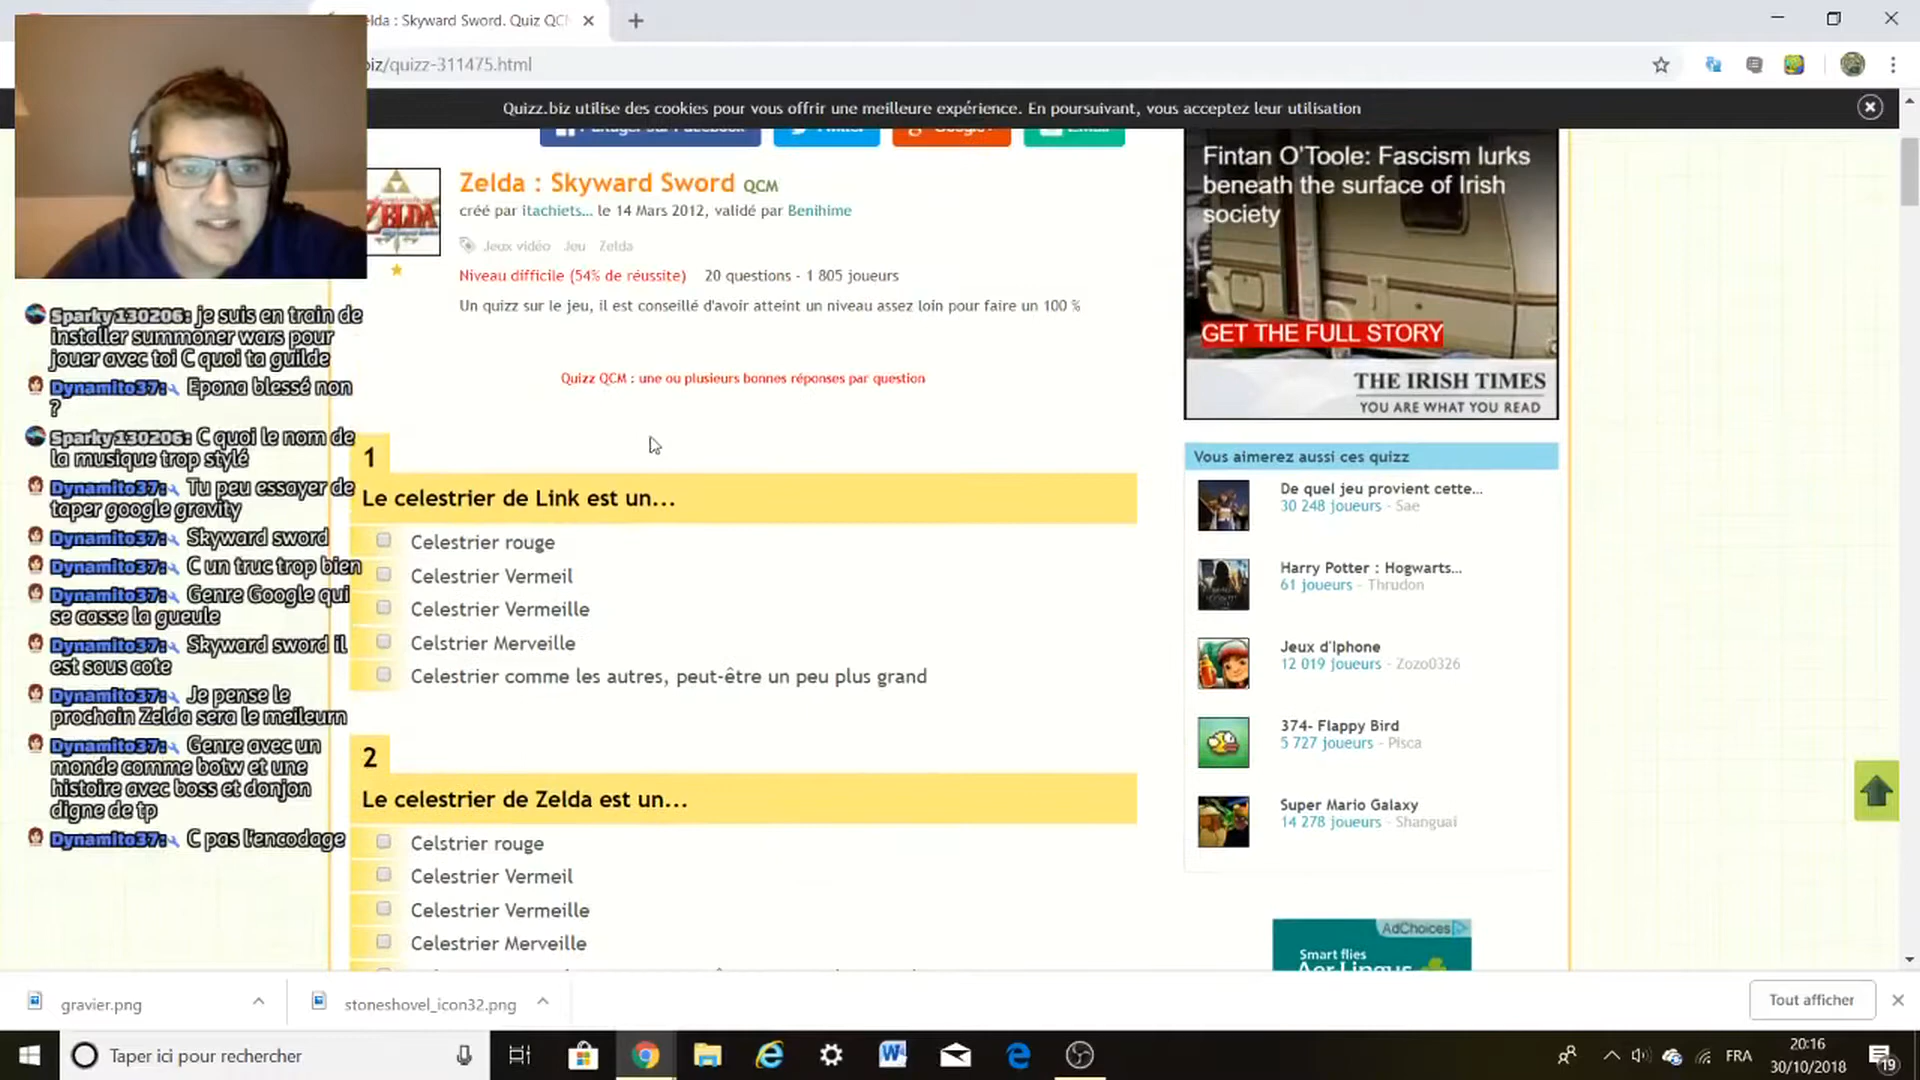 elda : Skyward Sword. Quiz QC
biz/quizz-311475.html
Quizz.biz utilise des cookies pour vous offrir une meilleure expérience. En poursuivant, vous acceptez leur utilisation
Partager sur Facebook
Twitter
Google+
Email
ZELDA
Zelda : Skyward Sword QCM
créé par itachiets... le 14 Mars 2012, validé par Benihime
Jeux vidéo Jeu Zelda
Niveau difficile (54% de réussite) 20 questions - 1 805 joueurs
Un quizz sur le jeu, il est conseillé d'avoir atteint un niveau assez loin pour faire un 100 %
Quizz QCM : une ou plusieurs bonnes réponses par question
1
Le celestrier de Link est un...
Celestrier rouge
Celestrier Vermeil
Celestrier Vermeille
Celstrier Merveille
Celestrier comme les autres, peut-être un peu plus grand
2
Le celestrier de Zelda est un...
Celstrier rouge
Celestrier Vermeil
Celestrier Vermeille
Celestrier Merveille
Sparky130206: je suis en train de
installer summoner wars pour
jouer avec toi C quoi ta guilde
Dynamito37: Epona blessé non
?
Sparky130206: C quoi le nom de
la musique trop stylé
Dynamito37: Tu peu essayer de
taper google gravity
Dynamito37: Skyward sword
Dynamito37: C un truc trop bien
Dynamito37: Genre Google qui
se casse la gueule
Dynamito37: Skyward sword il
est sous cote
Dynamito37: Je pense le
prochain Zelda sera le meileurn
Dynamito37: Genre avec un
monde comme botw et une
histoire avec boss et donjon
digne de tp
Dynamito37: C pas l'encodage
Fintan O'Toole: Fascism lurks
beneath the surface of Irish
society
GET THE FULL STORY
THE IRISH TIMES
YOU ARE WHAT YOU READ
Vous aimerez aussi ces quizz
De quel jeu provient cette...
30 248 joueurs - Sae
Harry Potter : Hogwarts...
61 joueurs - Thrudon
Jeux d'Iphone
12 019 joueurs - Zozo0326
374- Flappy Bird
5 727 joueurs - Pisca
Super Mario Galaxy
14 278 joueurs - Shanguai
AdChoices
Smart flies
Aer Lingus
gravier.png
stoneshovel_icon32.png
Tout afficher
Taper ici pour rechercher
FRA
20:16
30/10/2018
19